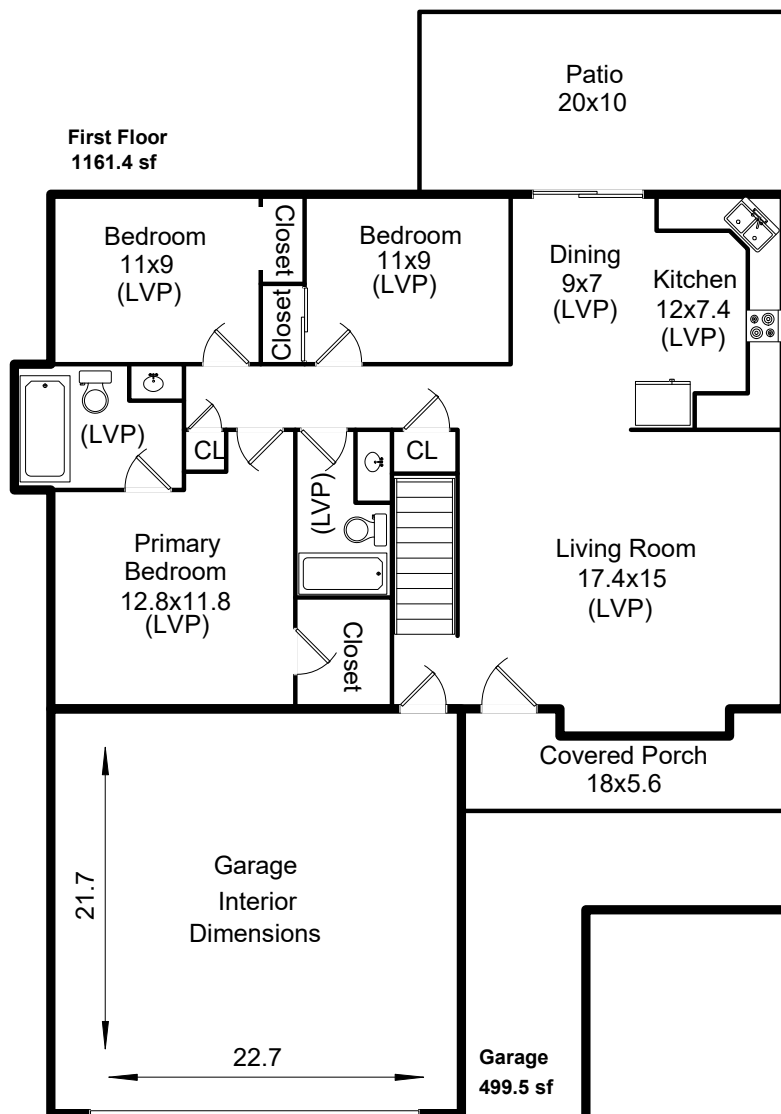 Patio
20x10
First Floor
1161.4 sf
Bedroom
11x9
(LVP)
Closet
Closet
Bedroom
11x9
(LVP)
Dining
9x7
(LVP)
Kitchen
12x7.4
(LVP)
(LVP)
CL
(LVP)
CL
Primary
Bedroom
12.8x11.8
(LVP)
Closet
Living Room
17.4x15
(LVP)
Covered Porch
18x5.6
Garage
Interior
Dimensions
21.7
22.7
Garage
499.5 sf